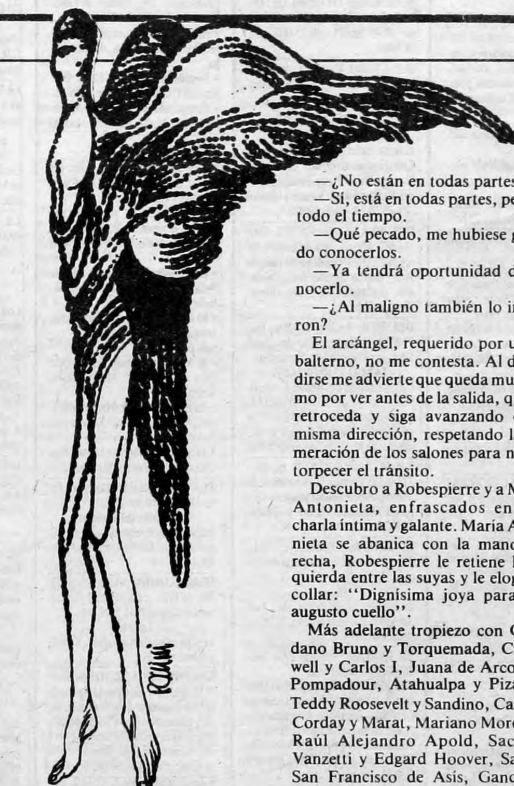 —¿No están en todas partes
—Sí, está en todas partes, pe
todo el tiempo.
—Qué pecado, me hubiese g
do conocerlos.
—Ya tendrá oportunidad d
nocerlo.
—¿Al maligno también lo in
ron?
El arcángel, requerido por u
balterno, no me contesta. Al d
dirse me advierte que queda mu
mo por ver antes de la salida, q
retroceda y siga avanzando
misma dirección, respetando l
meración de los salones para n
torpecer el tránsito.
Descubro a Robespierre y a M
Antonieta, enfrascados en
charla íntima y galante. María A
nieta se abanica con la mano
recha, Robespierre le retiene l
quierda entre las suyas y le elog
collar: "Dignísima joya para
augusto cuello".
Más adelante tropiezo con G
dano Bruno y Torquemada, C
well y Carlos I, Juana de Arco
Pompadour, Atahualpa y Piza
Teddy Roosevelt y Sandino, Ca
Corday y Marat, Mariano More
Raúl Alejandro Apold, Sac
Vanzetti y Edgard Hoover, Sa
San Francisco de Asís, Gand